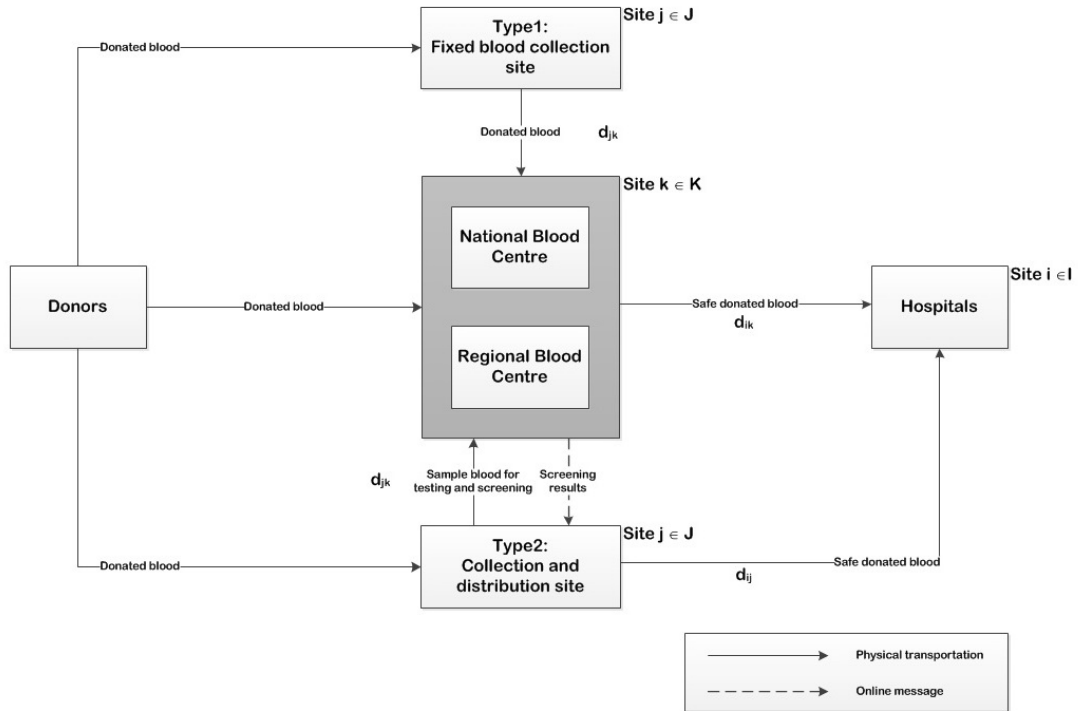 Type1:
Fixed blood collection
site
Site j ∈ J
Donated blood
Donated blood
d_jk
Site k ∈ K
National Blood
Centre
Donors
Donated blood
Safe donated blood
d_ik
Hospitals
Site i ∈I
Regional Blood
Centre
d_jk
Sample blood for
testing and screening
Screening
results
Donated blood
Type2:
Collection and
distribution site
Site j ∈ J
d_ij
Safe donated blood
Physical transportation
Online message